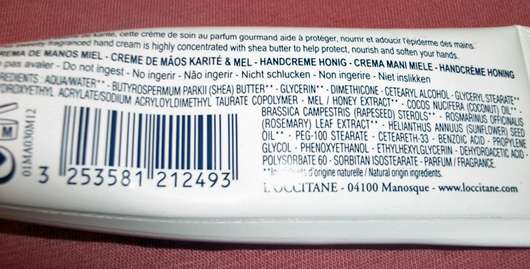 de karité, cette crème de soin au parfum gourmand aide à protéger, nourrir et adoucir l'épiderme des mains.
fragranced hand cream is highly concentrated with shea butter to help protect, nourish and soften your hands.
CREMA DE MANOS MIEL - CREME DE MÃOS KARITÉ & MEL - HANDCREME HONIG - CREMA MANI MIELE - HANDCRÈME HONING
pas avaler - Do not ingest - No ingerir - Não ingerir - Nicht schlucken - Non ingerire - Niet inslikken
INGREDIENTS: AQUA/WATER** - BUTYROSPERMUM PARKII (SHEA) BUTTER** - GLYCERIN** - DIMETHICONE - CETEARYL ALCOHOL - GLYCERYL STEARATE**
HYDROXYETHYL ACRYLATE/SODIUM ACRYLOYLDIMETHYL TAURATE COPOLYMER - MEL / HONEY EXTRACT** - COCOS NUCIFERA (COCONUT) OIL**
BRASSICA CAMPESTRIS (RAPESEED) STEROLS** - ROSMARINUS OFFICINALIS
(ROSEMARY) LEAF EXTRACT** - HELIANTHUS ANNUUS (SUNFLOWER) SEED
OIL** - PEG-100 STEARATE - CETEARETH-33 - BENZOIC ACID - PROPYLENE
GLYCOL - PHENOXYETHANOL - ETHYLHEXYLGLYCERIN - DEHYDROACETIC ACID
POLYSORBATE 60 - SORBITAN ISOSTEARATE - PARFUM / FRAGRANCE.
**Ingrédients d'origine naturelle / Natural origin ingredients.
L'OCCITANE - 04100 Manosque - www.loccitane.com
M
01MA030M12
3 253581 212493